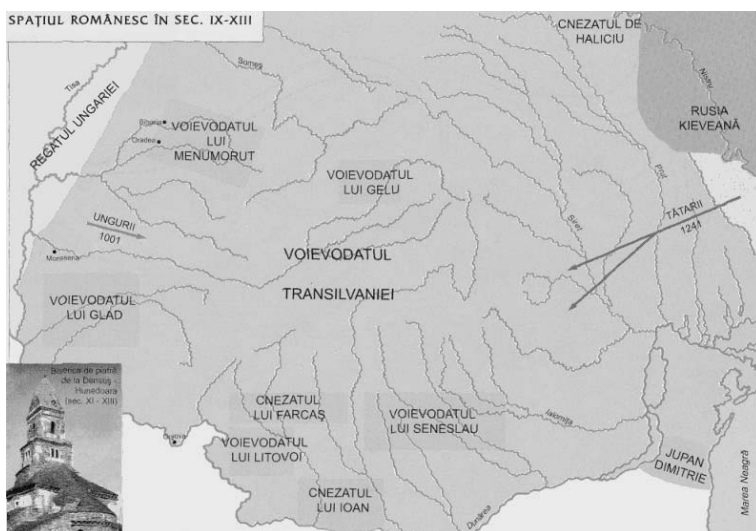 SPAȚIUL ROMÂNESC ÎN SEC. IX-XIII
CNEZATUL DE
HALICIU
Tisa
Someș
Nistru
REGATUL UNGARIEI
Biharia
Oradea
VOIEVODATUL
LUI
MENUMORUT
RUSIA
KIEVEANĂ
VOIEVODATUL
LUI GELU
Prut
Siret
TĂTARII
1241
UNGURII
1001
Morisena
VOIEVODATUL
TRANSILVANIEI
VOIEVODATUL
LUI GLAD
Biserica de piatră
de la Densuș -
Hunedoara
(sec. XI - XIII)
CNEZATUL
LUI FARCAȘ
VOIEVODATUL
LUI SENESLAU
Ialomița
Orșova
VOIEVODATUL
LUI LITOVOI
JUPAN
DIMITRIE
CNEZATUL
LUI IOAN
Dunărea
Marea Neagră